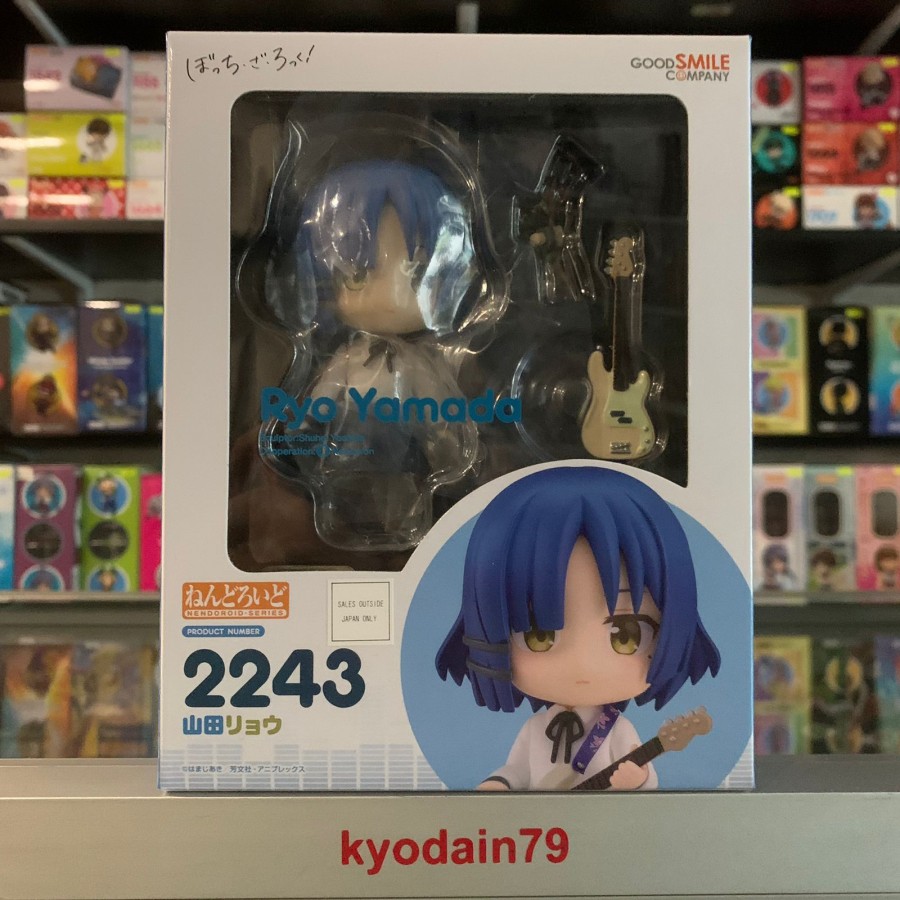 ぼっち・ざ・ろっく!
GOOD SMILE
COMPANY
Ryo Yamada
ねんどろいど
NENDOROID-SERIES
PRODUCT NUMBER
2243
山田リョウ
SALES OUTSIDE
JAPAN ONLY
©はまじあき/芳文社・アニプレックス
kyodain79